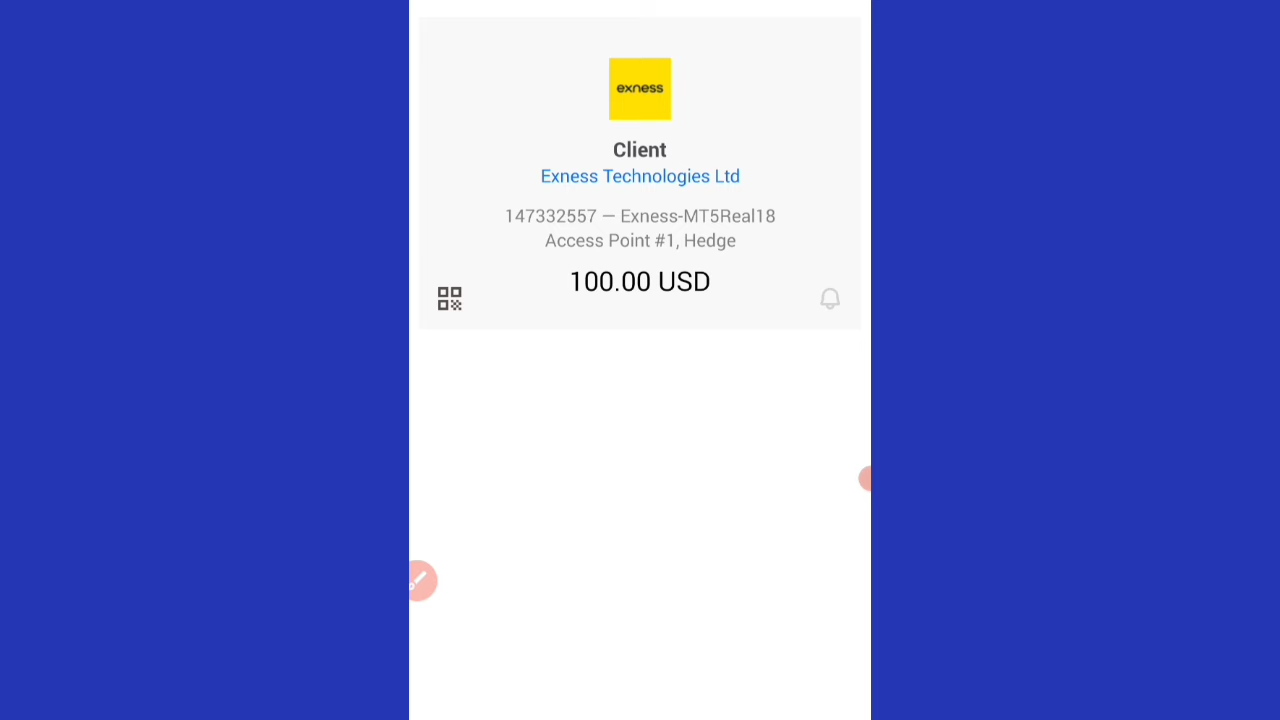 exness
Client
Exness Technologies Ltd
147332557 — Exness-MT5Real18
Access Point #1, Hedge
100.00 USD